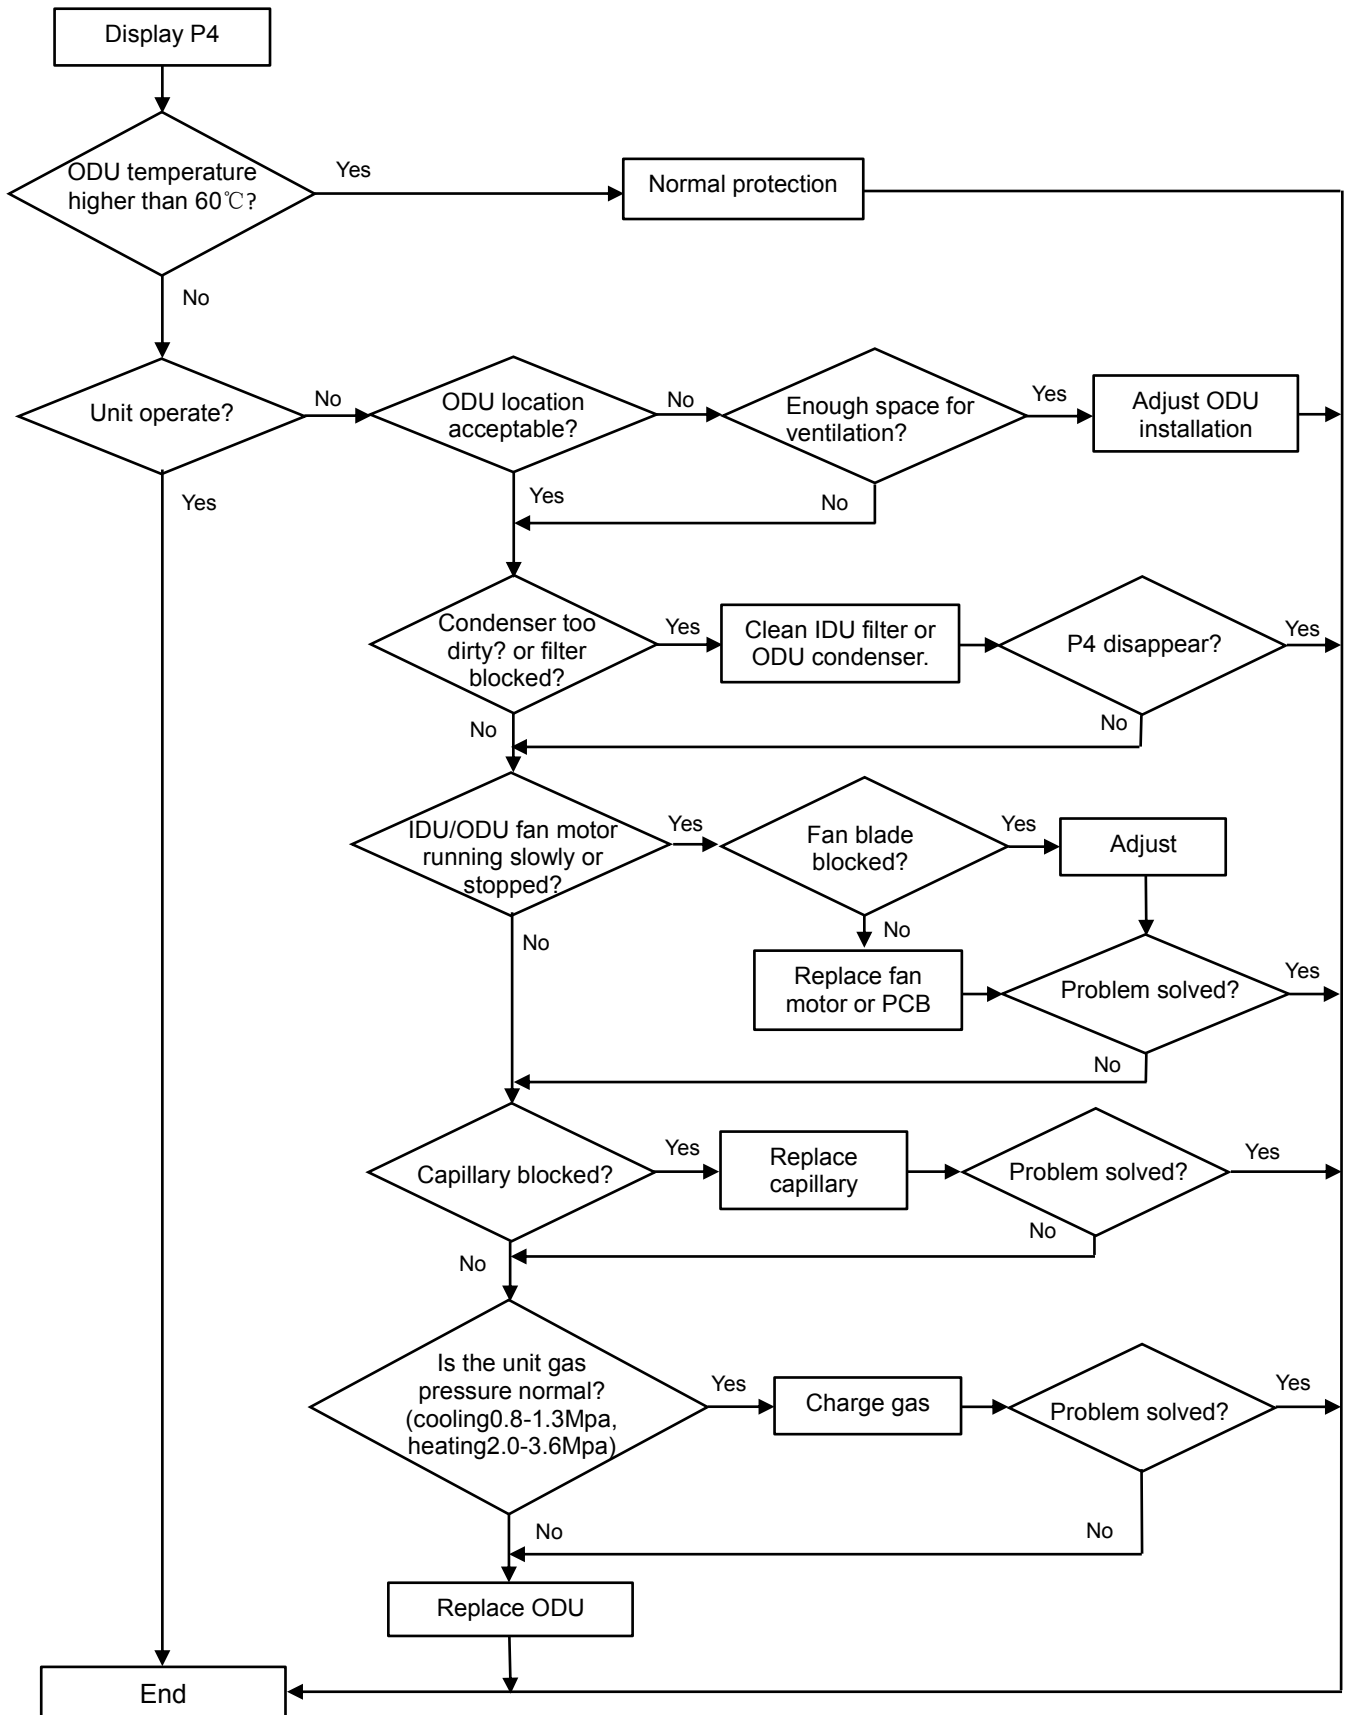 Display P4
ODU temperature
higher than 60℃?
Yes
Normal protection
No
Unit operate?
No
ODU location
acceptable?
No
Enough space for
ventilation?
Yes
Adjust ODU
installation
Yes
Yes
No
Condenser too
dirty? or filter
blocked?
Yes
Clean IDU filter or
ODU condenser.
P4 disappear?
Yes
No
No
IDU/ODU fan motor
running slowly or
stopped?
Yes
Fan blade
blocked?
Yes
Adjust
No
No
Replace fan
motor or PCB
Problem solved?
Yes
No
Capillary blocked?
Yes
Replace
capillary
Problem solved?
Yes
No
No
Is the unit gas
pressure normal?
(cooling0.8-1.3Mpa,
heating2.0-3.6Mpa)
Yes
Charge gas
Problem solved?
Yes
No
No
Replace ODU
End